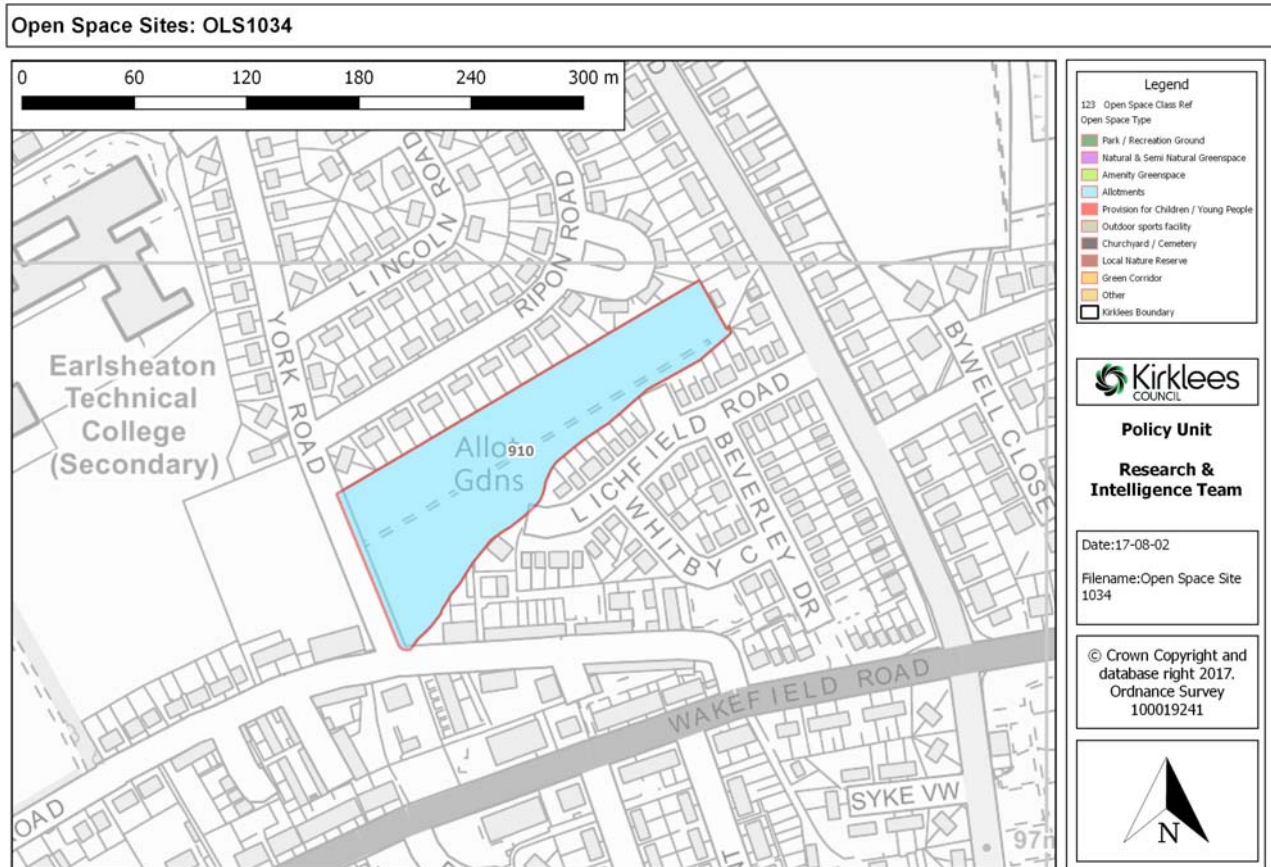 Open Space Sites: OLS1034
0 60 120 180 240 300 m
LINCOLN ROAD
RIPON ROAD
YORK ROAD
Earlsheaton
Technical
College
(Secondary)
Allot
Gdns
910
LICHFIELD ROAD
WHITBY C
BEVERLEY DR
BYWELL CLOSE
WAKEFIELD ROAD
SYKE VW
OAD
97m
Legend
123 Open Space Class Ref
Open Space Type
Park / Recreation Ground
Natural & Semi Natural Greenspace
Amenity Greenspace
Allotments
Provision for Children / Young People
Outdoor sports facility
Churchyard / Cemetery
Local Nature Reserve
Green Corridor
Other
Kirklees Boundary
Kirklees
COUNCIL
Policy Unit
Research &
Intelligence Team
Date:17-08-02
Filename:Open Space Site
1034
© Crown Copyright and
database right 2017.
Ordnance Survey
100019241
N